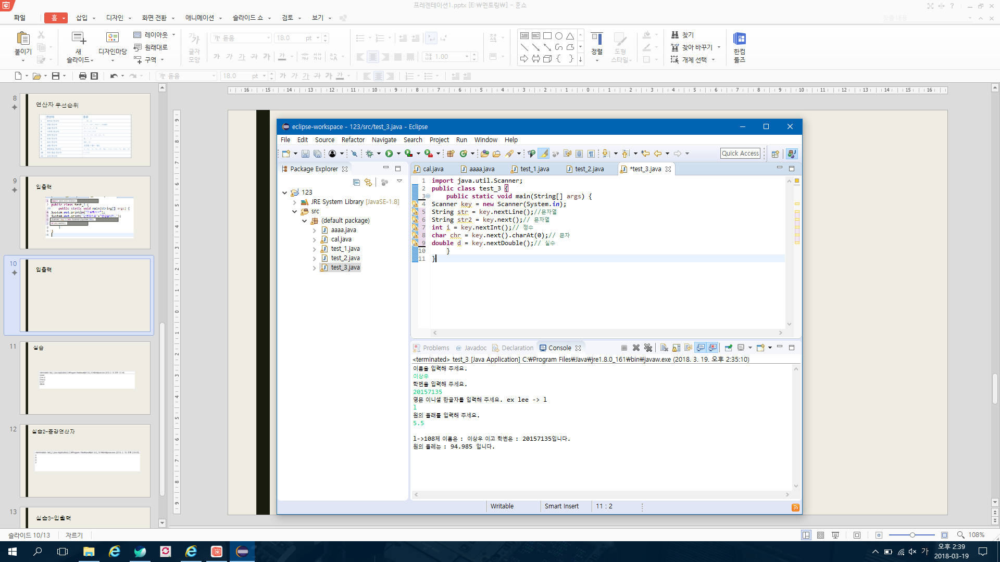 프레젠테이션1.pptx [E:₩멘토링₩] - 훈쇼
파일
홈
삽입
디자인
화면 전환
애니메이션
슬라이드 쇼
검토
보기
찾을 내용
붙이기
새
슬라이드
디자인마당
레이아웃
원래대로
구역
글자
모양
돋움
18.0
pt
1.00
정렬
도형
스타일
찾기
찾아 바꾸기
개체 선택
한컴
툴즈
돋움
18.0
pt
8
연산자 우선순위
9
입출력
10
입출력
11
실습
12
실습2-증감연산자
13
실습3-입출력
eclipse-workspace - 123/src/test_3.java - Eclipse
File Edit Source Refactor Navigate Search Project Run Window Help
Quick Access
Package Explorer
123
JRE System Library [JavaSE-1.8]
src
(default package)
aaaa.java
cal.java
test_1.java
test_2.java
test_3.java
cal.java
aaaa.java
test_1.java
test_2.java
*test_3.java
1 import java.util.Scanner;
2 public class test_3 {
3 public static void main(String[] args) {
4 Scanner key = new Scanner(System.in);
5 String str = key.nextLine();//문자열
6 String str2 = key.next();// 문자열
7 int i = key.nextInt();// 정수
8 char chr = key.next().charAt(0);// 문자
9 double d = key.nextDouble();// 실수
10 }
11 }
Problems
Javadoc
Declaration
Console
<terminated> test_3 [Java Application] C:₩Program Files₩Java₩jre1.8.0_161₩bin₩javaw.exe (2018. 3. 19. 오후 2:35:10)
이름을 입력해 주세요.
이상우
학번을 입력해 주세요.
20157135
영문 이니셜 한글자를 입력해 주세요. ex lee -> l
l
원의 둘래를 입력해 주세요.
5.5
l->108제 이름은 : 이상우 이고 학번은 : 20157135입니다.
원의 둘레는 : 94.985 입니다.
Writable
Smart Insert
11 : 2
슬라이드 10/13
자르기
108%
가
오후 2:39
2018-03-19